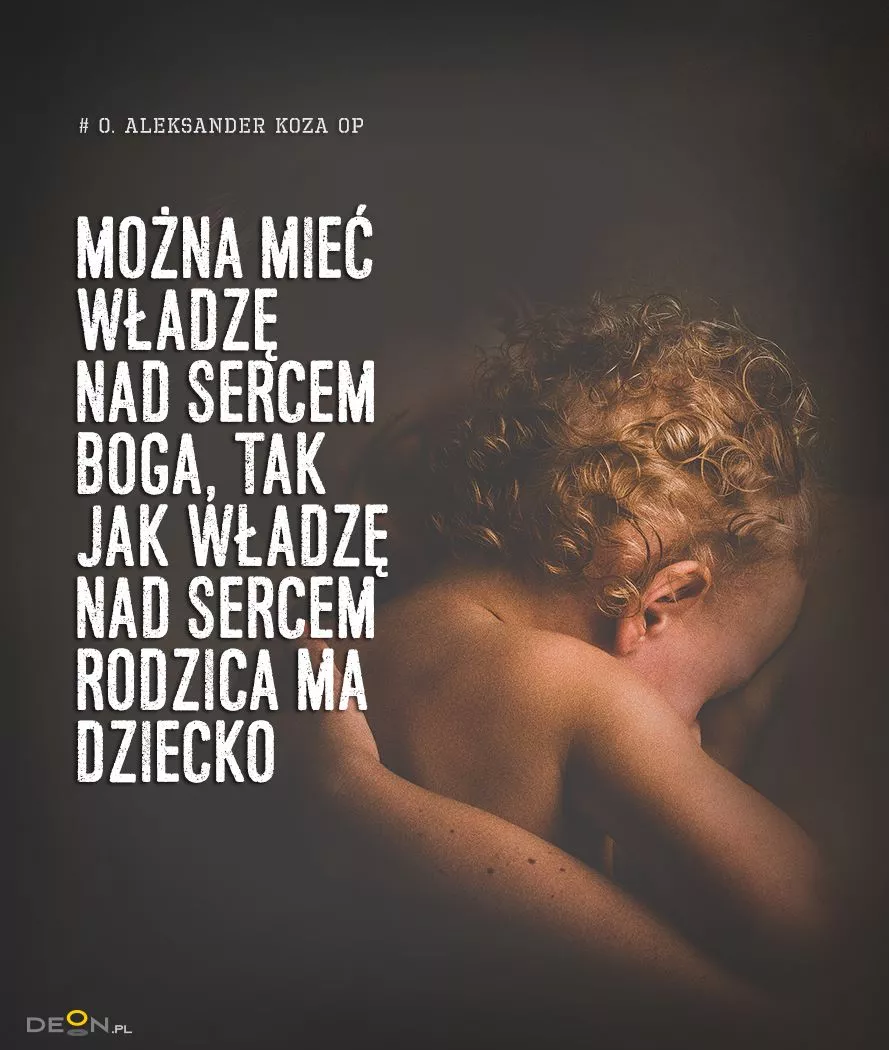 # O. ALEKSANDER KOZA OP
MOŻNA MIEĆ
WŁADZĘ
NAD SERCEM
BOGA, TAK
JAK WŁADZĘ
NAD SERCEM
RODZICA MA
DZIECKO
DEON.PL